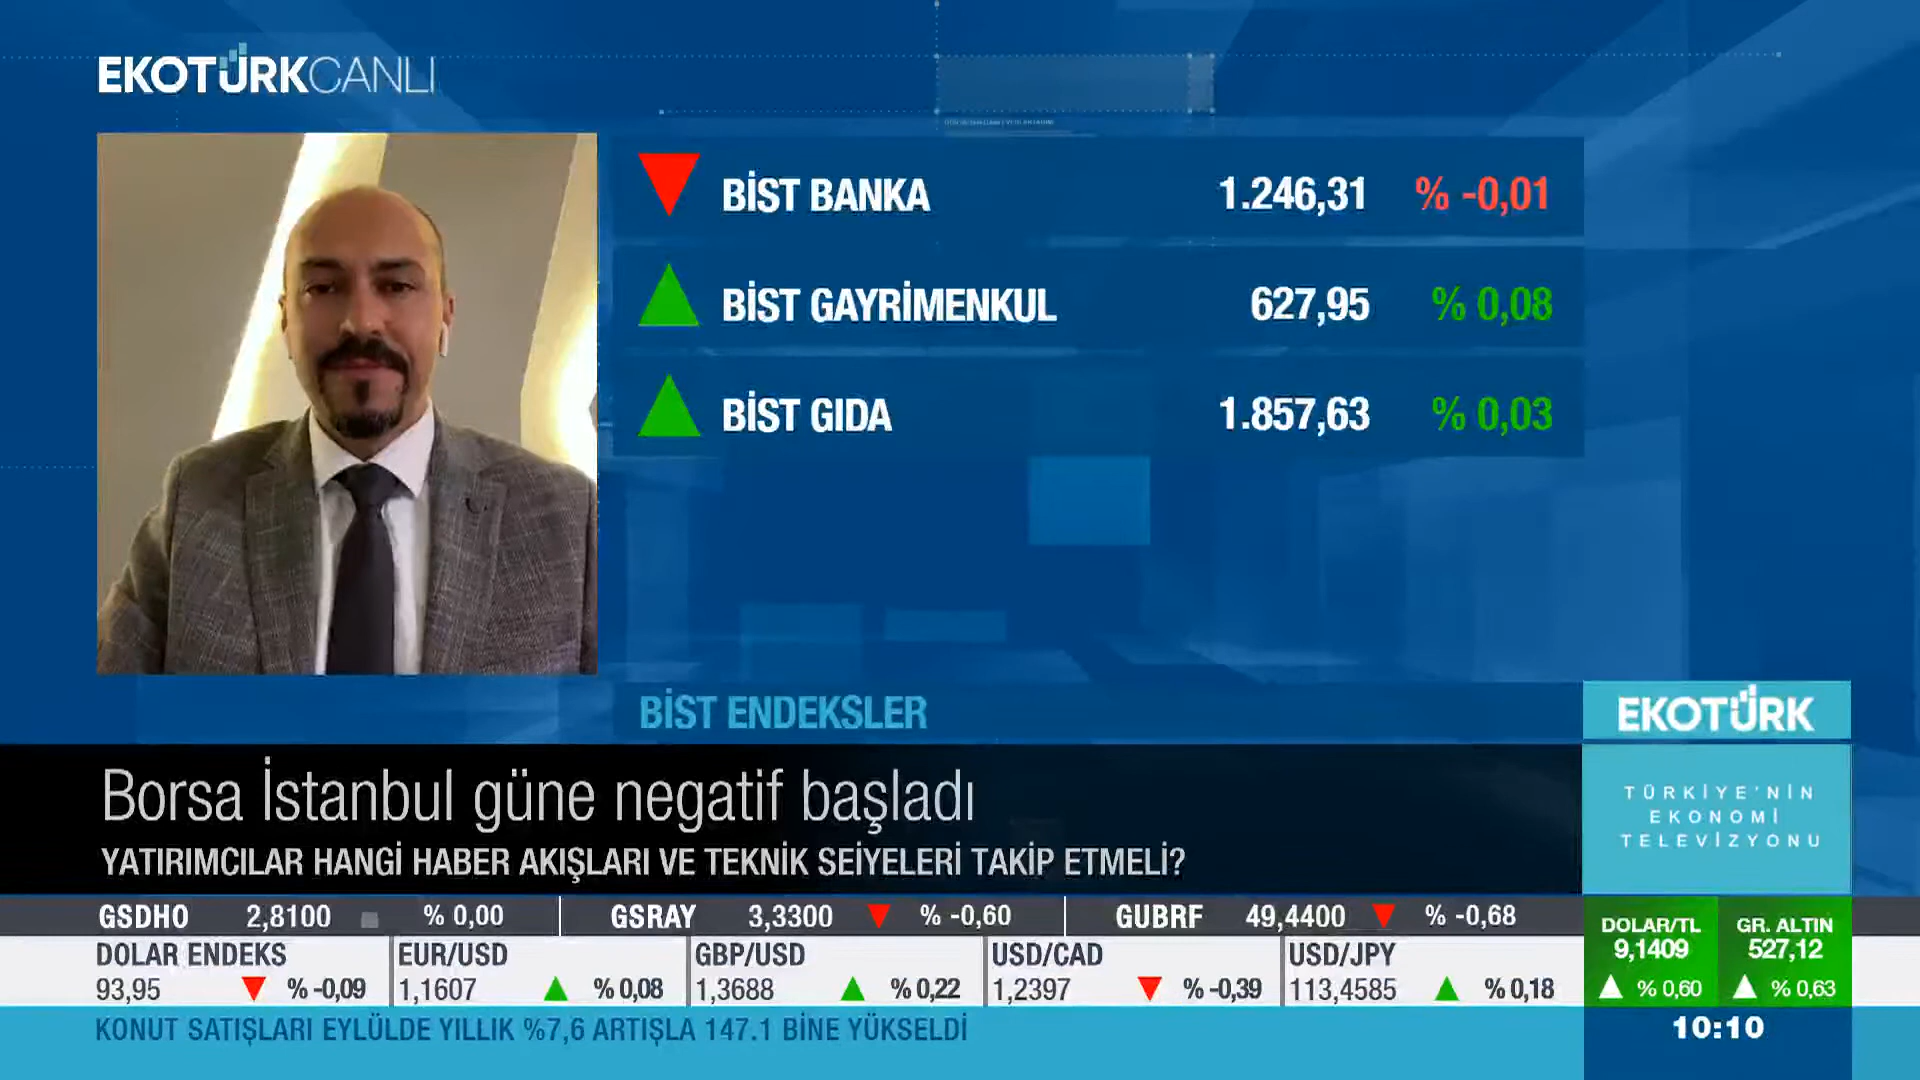 EKOTÜRKCANLI
BİST BANKA 1.246,31 % -0,01
BİST GAYRİMENKUL 627,95 % 0,08
BİST GIDA 1.857,63 % 0,03
BİST ENDEKSLER
EKOTÜRK
TÜRKİYE'NİN
EKONOMİ
TELEVİZYONU
Borsa İstanbul güne negatif başladı
YATIRIMCILAR HANGİ HABER AKIŞLARI VE TEKNİK SEİYELERİ TAKİP ETMELİ?
GSDHO 2,8100 % 0,00 GSRAY 3,3300 % -0,60 GUBRF 49,4400 % -0,68
DOLAR ENDEKS EUR/USD GBP/USD USD/CAD USD/JPY
93,95 % -0,09 1,1607 % 0,08 1,3688 % 0,22 1,2397 % -0,39 113,4585 % 0,18
DOLAR/TL GR. ALTIN
9,1409 527,12
% 0,60 % 0,63
KONUT SATIŞLARI EYLÜLDE YILLIK %7,6 ARTIŞLA 147.1 BİNE YÜKSELDİ
10:10